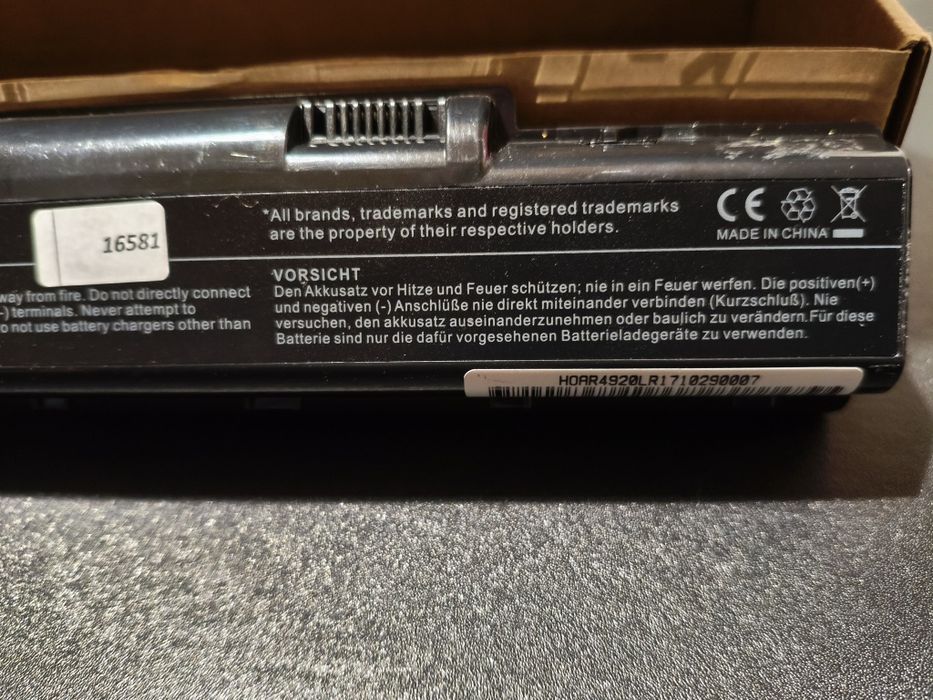 *All brands, trademarks and registered trademarks
are the property of their respective holders.
CE
MADE IN CHINA
16581
way from fire. Do not directly connect
-) terminals. Never attempt to
o not use battery chargers other than
VORSICHT
Den Akkusatz vor Hitze und Feuer schützen; nie in ein Feuer werfen. Die positiven(+)
und negativen (-) Anschlüße nie direkt miteinander verbinden (Kurzschluß). Nie
versuchen, den akkusatz auseinanderzunehmen oder baulich zu verändern.Für diese
Batterie sind nur die dafür vorgesehenen Batterieladegeräte zu verwenden.
HOAR4920LR1710290007